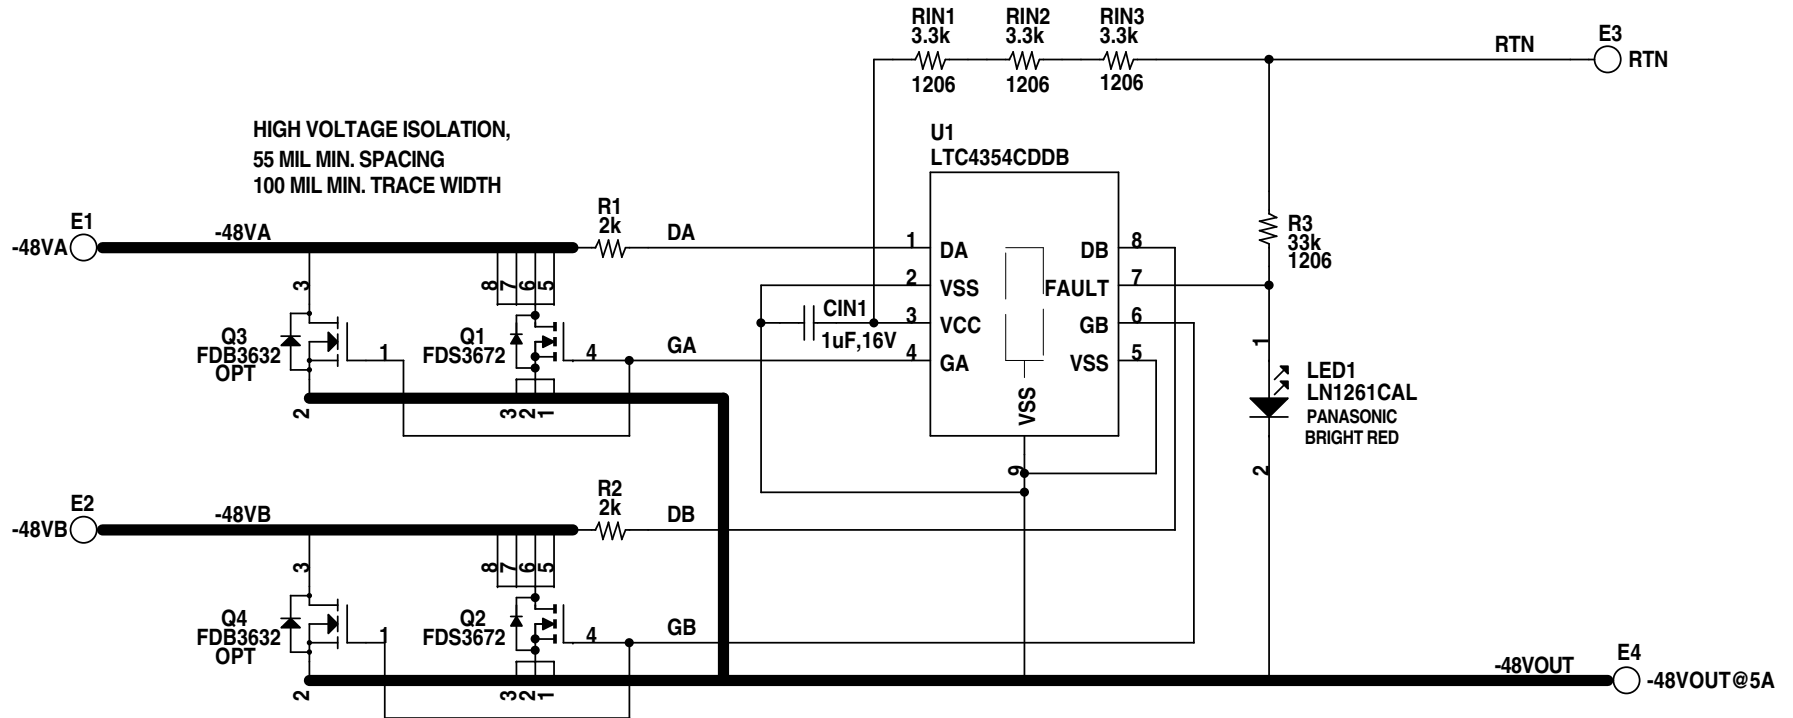 RIN1
3.3k
1206
RIN2
3.3k
1206
RIN3
3.3k
1206
RTN
E3
RTN
HIGH VOLTAGE ISOLATION,
55 MIL MIN. SPACING
100 MIL MIN. TRACE WIDTH
U1
LTC4354CDDB
E1
-48VA
-48VA
R1
2k
DA
1
DA
2
VSS
3
VCC
4
GA
8
DB
7
FAULT
6
GB
5
VSS
VSS
9
CIN1
1uF,16V
R3
33k
1206
3
Q3
FDB3632
OPT
1
2
8
7
6
5
Q1
FDS3672
4
GA
3
2
1
1
LED1
LN1261CAL
PANASONIC
BRIGHT RED
2
E2
-48VB
-48VB
R2
2k
DB
3
Q4
FDB3632
OPT
1
2
8
7
6
5
Q2
FDS3672
4
GB
3
2
1
-48VOUT
E4
-48VOUT@5A